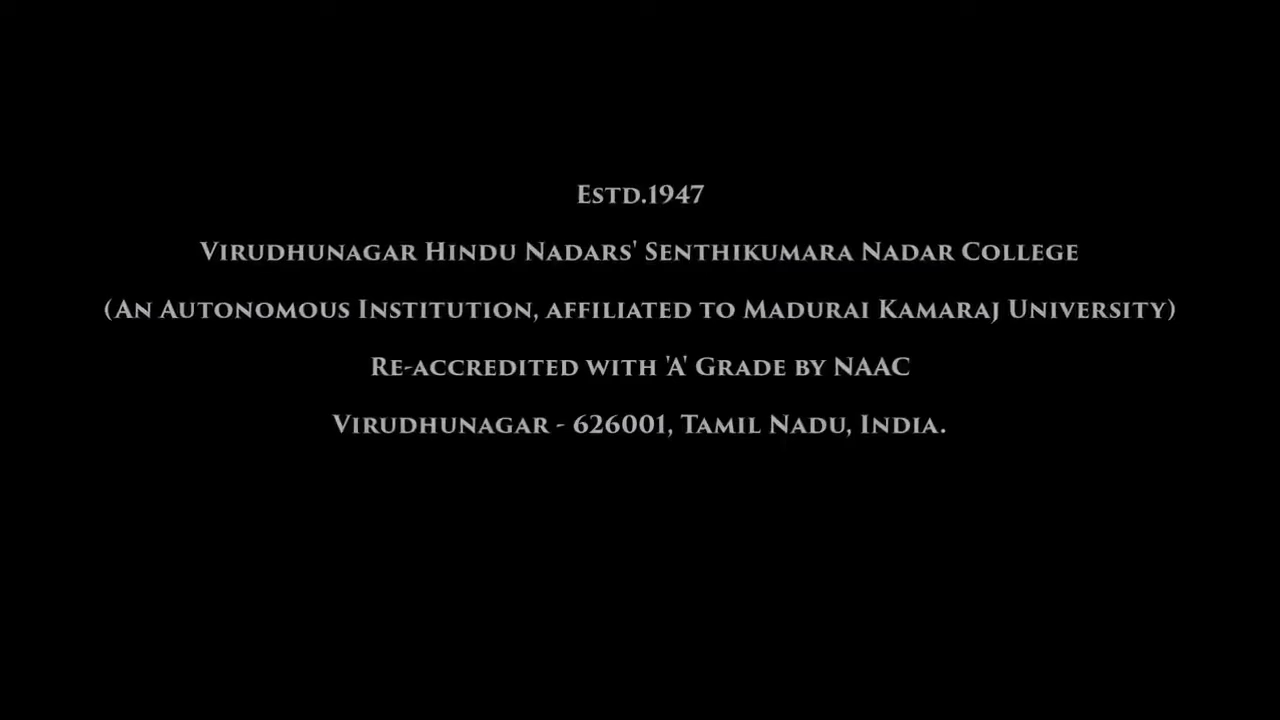 Estd.1947
Virudhunagar Hindu Nadars' Senthikumara Nadar College
(An Autonomous Institution, affiliated to Madurai Kamaraj University)
Re-accredited with 'A' Grade by NAAC
Virudhunagar - 626001, Tamil Nadu, India.